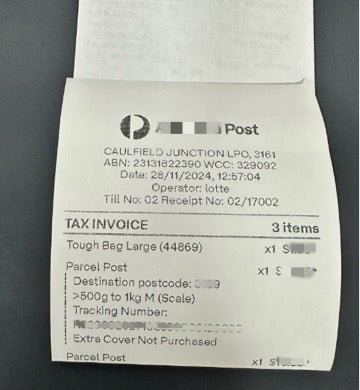 Post
CAULFIELD JUNCTION LPO, 3161
ABN: 23131822390 WCC: 329092
Date: 28/11/2024, 12:57:04
Operator: lotte
Till No: 02 Receipt No: 02/17002
TAX INVOICE 3 items
Tough Bag Large (44869) x1
Parcel Post x1
Destination postcode:
>500g to 1kg M (Scale)
Tracking Number:
Extra Cover Not Purchased
Parcel Post x1